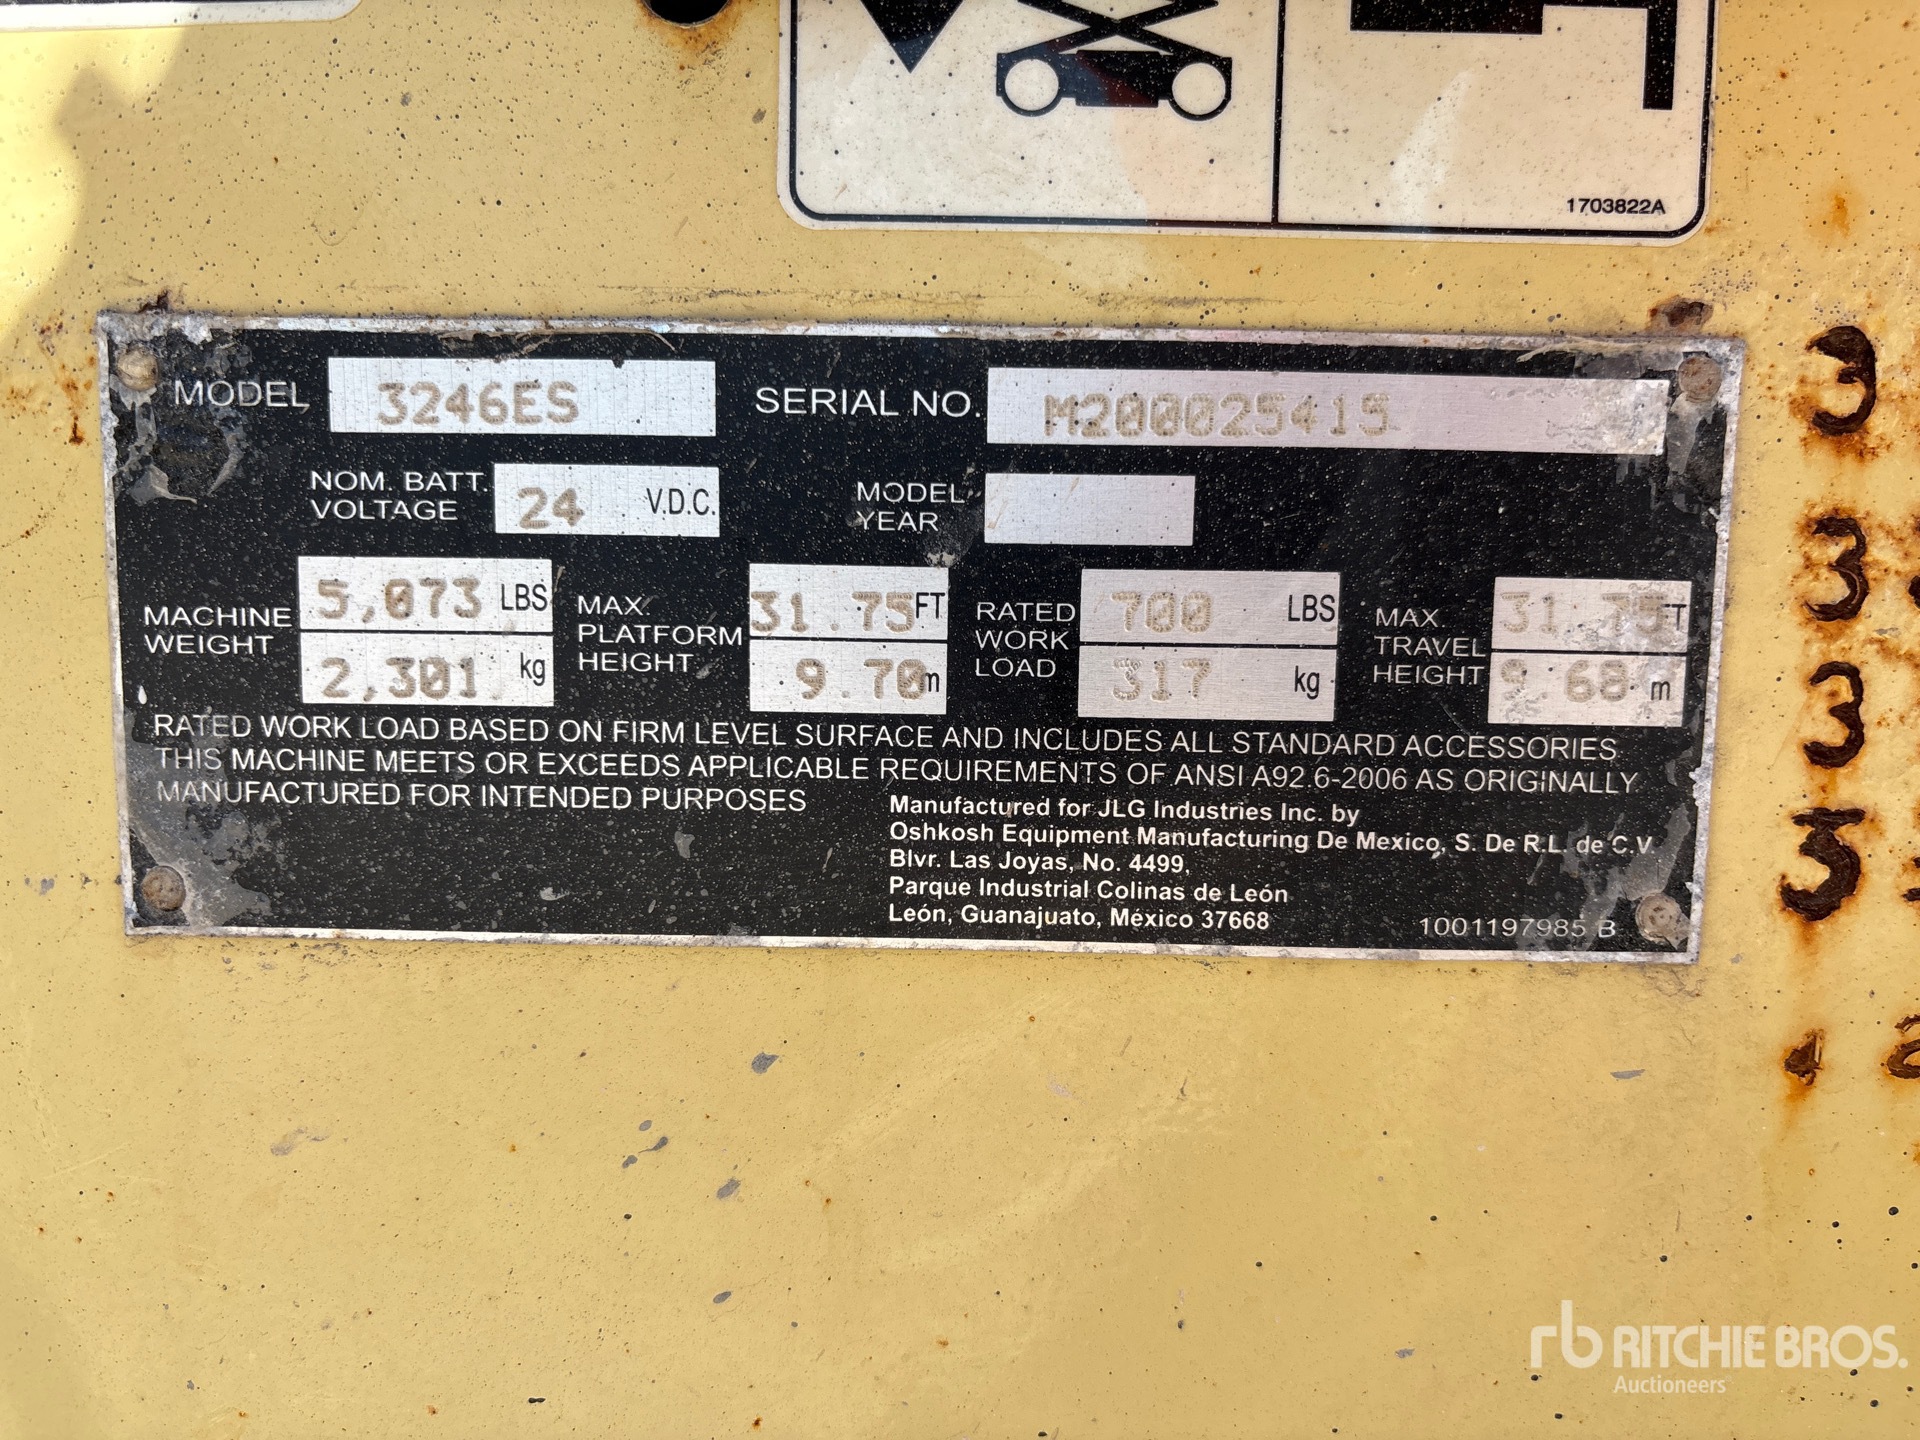 1703822A
MODEL 3246ES SERIAL NO. M200025415
NOM. BATT. VOLTAGE 24 V.D.C. MODEL YEAR
MACHINE WEIGHT 5,073 LBS 2,301 kg
MAX. PLATFORM HEIGHT 31.75 FT 9.70 m
RATED WORK LOAD 700 LBS 317 kg
MAX. TRAVEL HEIGHT 31.75 FT 9.68 m
RATED WORK LOAD BASED ON FIRM LEVEL SURFACE AND INCLUDES ALL STANDARD ACCESSORIES
THIS MACHINE MEETS OR EXCEEDS APPLICABLE REQUIREMENTS OF ANSI A92.6-2006 AS ORIGINALLY
MANUFACTURED FOR INTENDED PURPOSES
Manufactured for JLG Industries Inc. by
Oshkosh Equipment Manufacturing De Mexico, S. De R.L. de C.V
Blvr. Las Joyas, No. 4499,
Parque Industrial Colinas de León
León, Guanajuato, México 37668
1001197985 B
3
3
3
3
rb RITCHIE BROS.
Auctioneers